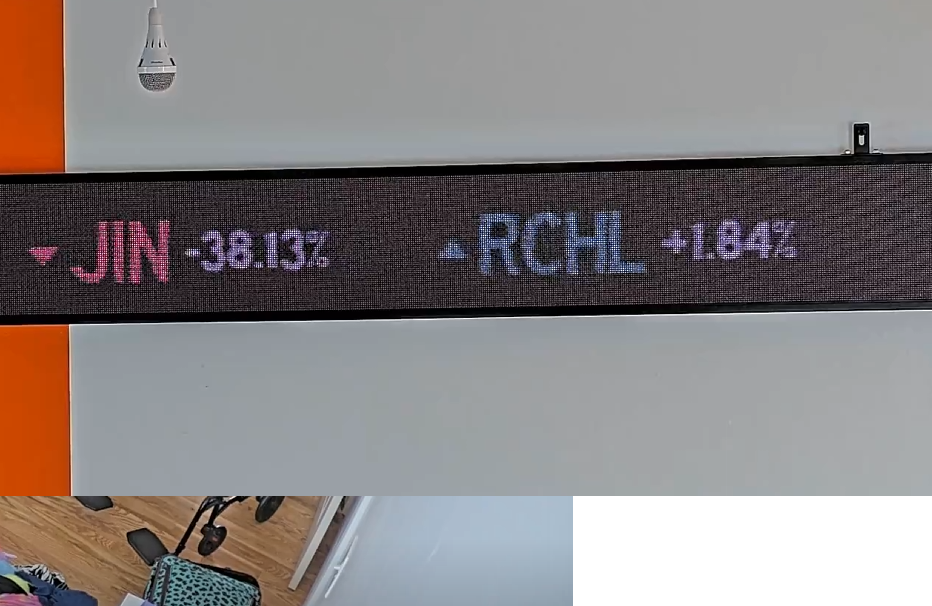 ▼ JIN -38.13% ▲ RCHL +1.84%